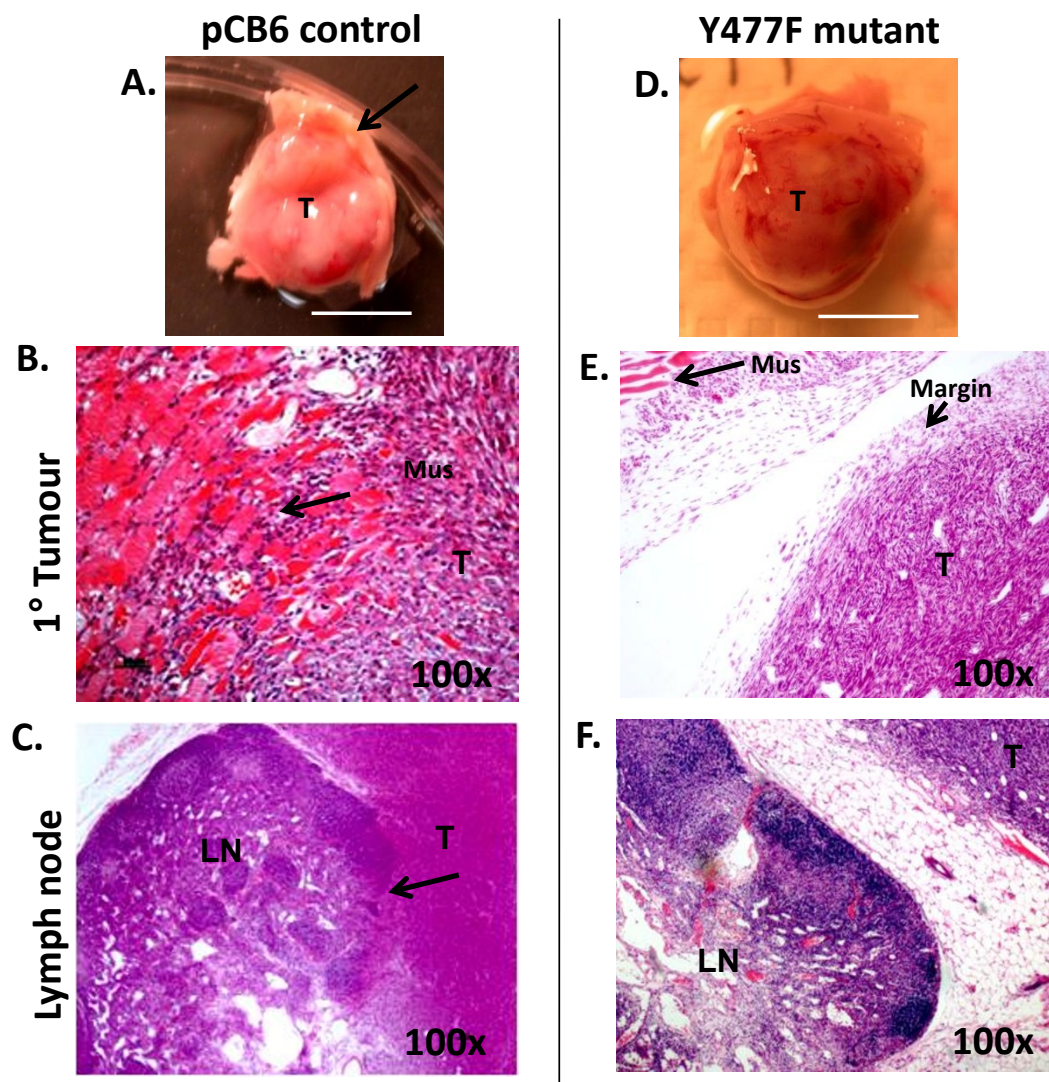 pCB6 control
Y477F mutant
A.
T
D.
T
B.
1° Tumour
Mus
T
100x
E.
Mus
Margin
T
100x
C.
Lymph node
LN
T
100x
F.
T
LN
100x